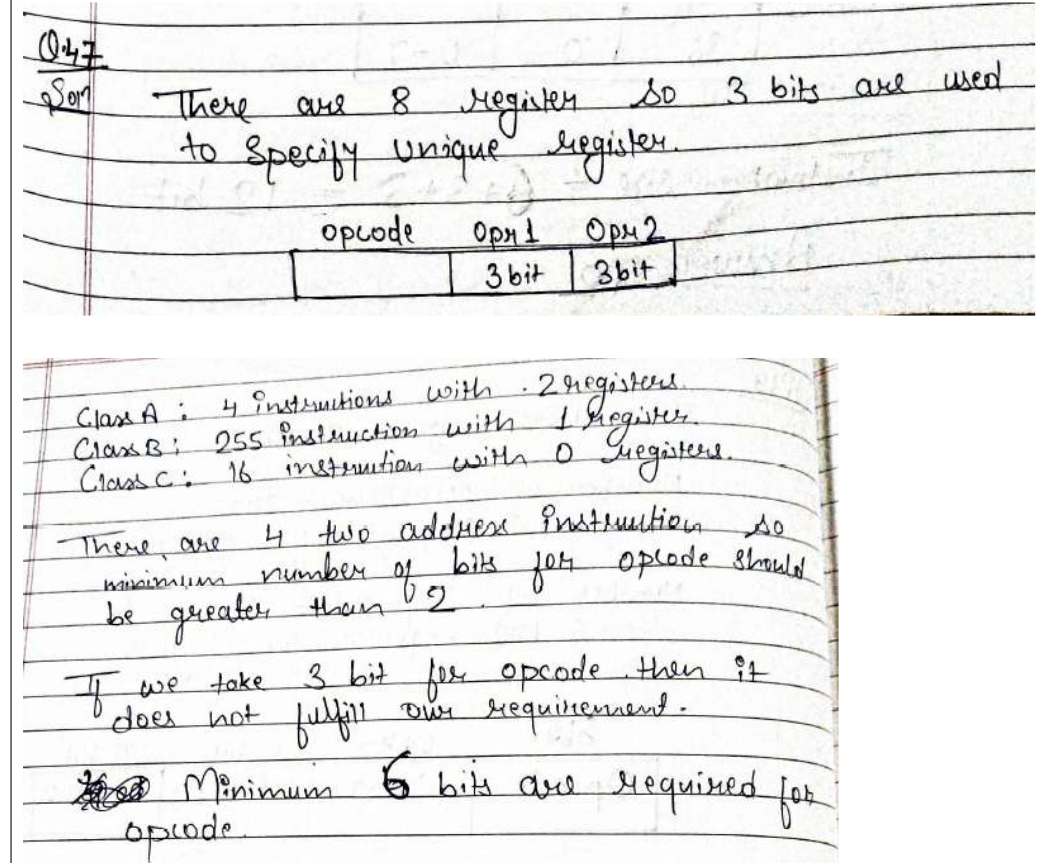 Q.47
Soln There are 8 register so 3 bits are used
to specify unique register.
opcode Opr1 Opr2
3bit 3bit
Class A : 4 instructions with 2 registers.
Class B : 255 instruction with 1 register.
Class C : 16 instruction with 0 registers.
There are 4 two address instruction so
minimum number of bits for opcode should
be greater than 2.
If we take 3 bit for opcode then it
does not fulfill our requirement.
Minimum 6 bits are required for
opcode.